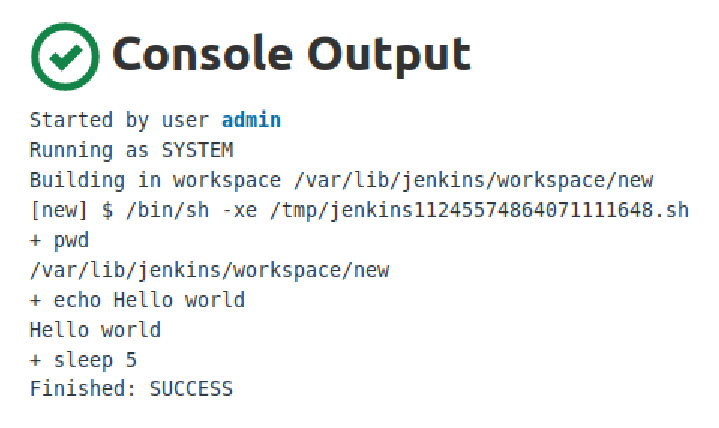 Console Output
Started by user admin
Running as SYSTEM
Building in workspace /var/lib/jenkins/workspace/new
[new] $ /bin/sh -xe /tmp/jenkins11245574864071111648.sh
+ pwd
/var/lib/jenkins/workspace/new
+ echo Hello world
Hello world
+ sleep 5
Finished: SUCCESS